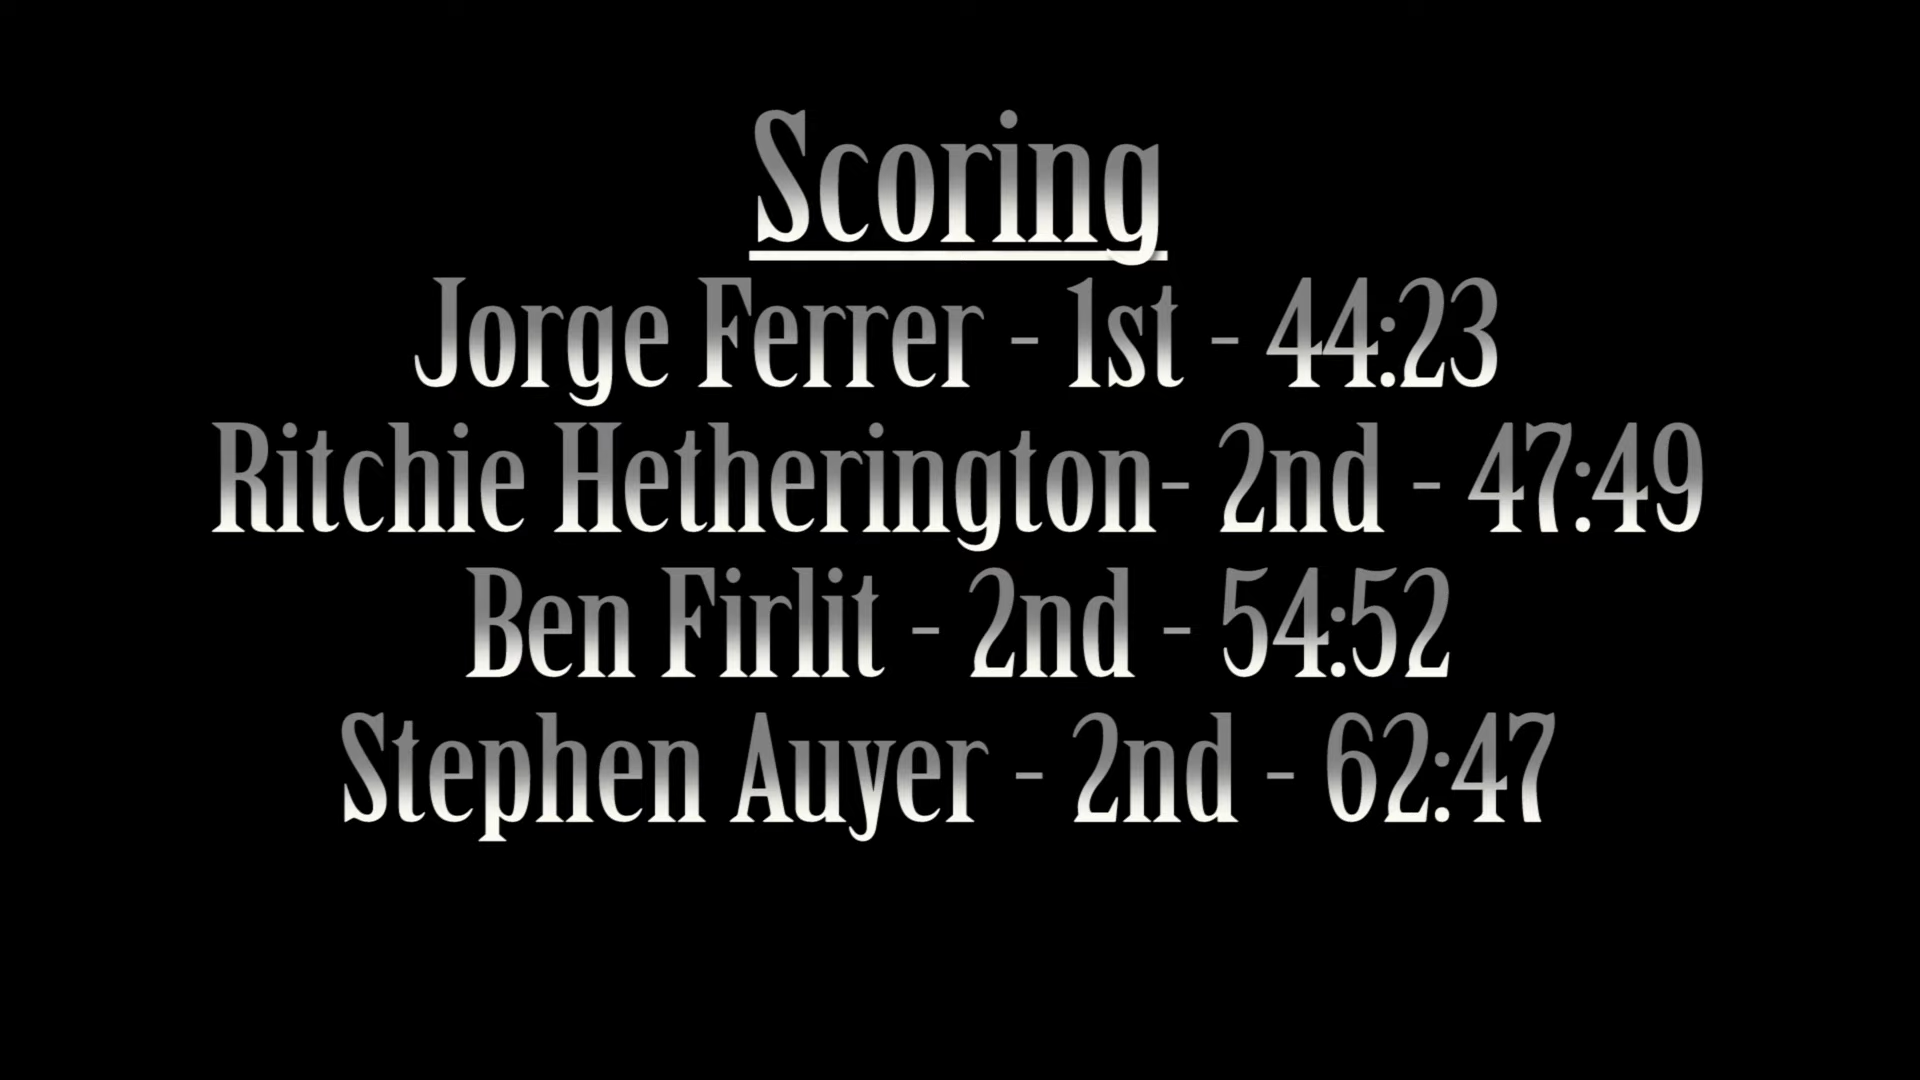 Scoring
Jorge Ferrer - 1st - 44:23
Ritchie Hetherington- 2nd - 47:49
Ben Firlit - 2nd - 54:52
Stephen Auyer - 2nd - 62:47